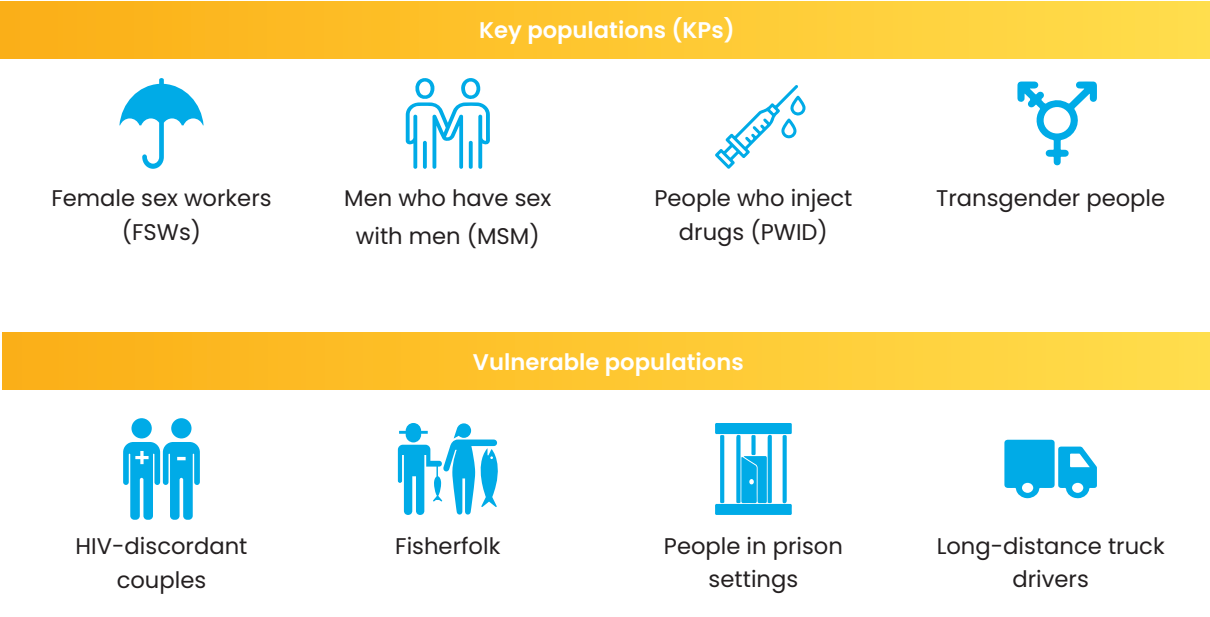 Key populations (KPs)
Female sex workers
(FSWs)
Men who have sex
with men (MSM)
People who inject
drugs (PWID)
Transgender people
Vulnerable populations
HIV-discordant
couples
Fisherfolk
People in prison
settings
Long-distance truck
drivers